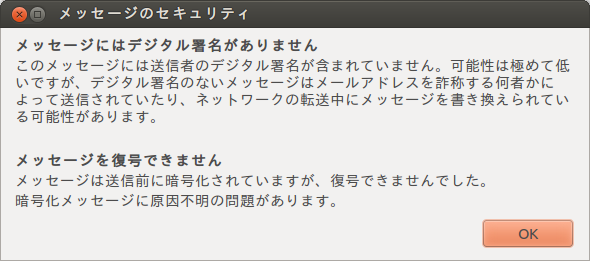 メッセージのセキュリティ
メッセージにはデジタル署名がありません
このメッセージには送信者のデジタル署名が含まれていません。可能性は極めて低
いですが、デジタル署名のないメッセージはメールアドレスを詐称する何者かに
よって送信されていたり、ネットワークの転送中にメッセージを書き換えられてい
る可能性があります。
メッセージを復号できません
メッセージは送信前に暗号化されていますが、復号できませんでした。
暗号化メッセージに原因不明の問題があります。
OK